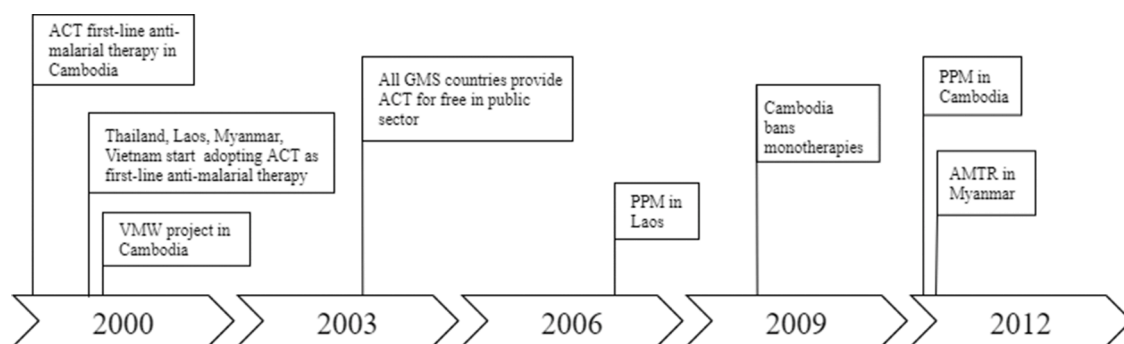 ACT first-line anti-
malarial therapy in
Cambodia
Thailand, Laos, Myanmar,
Vietnam start adopting ACT as
first-line anti-malarial therapy
VMW project in
Cambodia
All GMS countries provide
ACT for free in public
sector
PPM in
Laos
Cambodia
bans
monotherapies
PPM in
Cambodia
AMTR in
Myanmar
2000
2003
2006
2009
2012